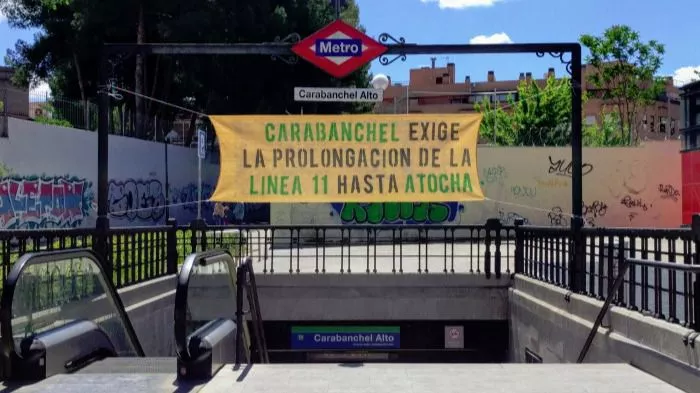 Metro
Carabanchel Alto
CARABANCHEL EXIGE
LA PROLONGACION DE LA
LINEA 11 HASTA ATOCHA
Carabanchel Alto